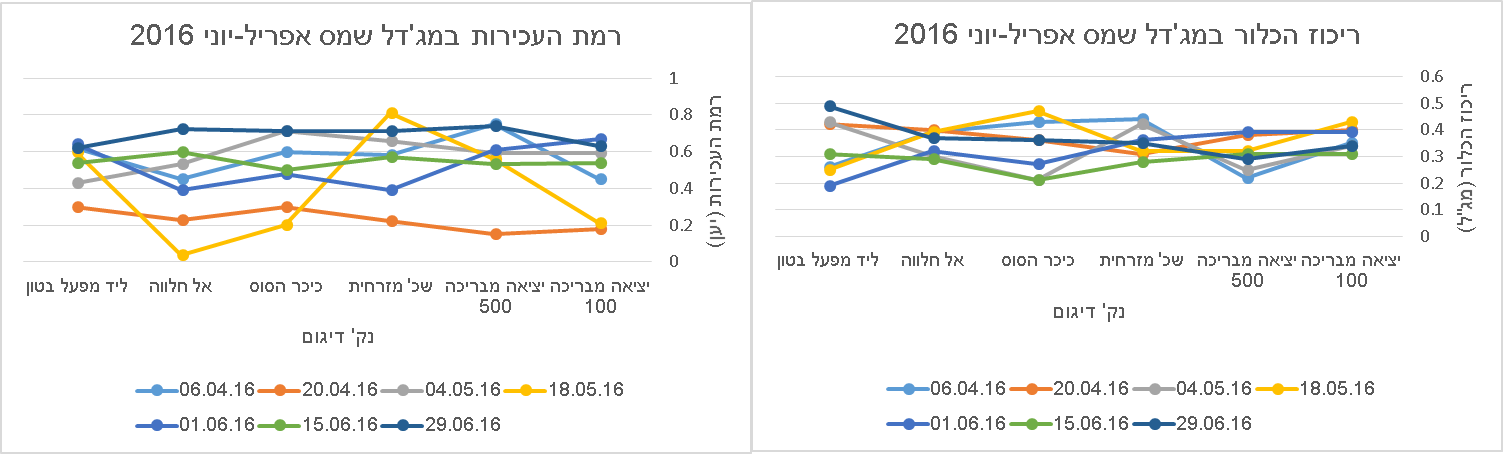 ריכוז הכלור במג'דל שמס אפריל-יוני 2016
ריכוז הכלור (מג"ל)
0.6
0.5
0.4
0.3
0.2
0.1
0
יציאה מבריכה 100
יציאה מבריכה 500
שכ' מזרחית
כיכר הסוס
אל חלווה
ליד מפעל בטון
נק' דיגום
06.04.16 20.04.16 04.05.16 18.05.16
01.06.16 15.06.16 29.06.16
רמת העכירות במג'דל שמס אפריל-יוני 2016
רמת העכירות (יען)
1
0.8
0.6
0.4
0.2
0
יציאה מבריכה 100
יציאה מבריכה 500
שכ' מזרחית
כיכר הסוס
אל חלווה
ליד מפעל בטון
נק' דיגום
06.04.16 20.04.16 04.05.16 18.05.16
01.06.16 15.06.16 29.06.16